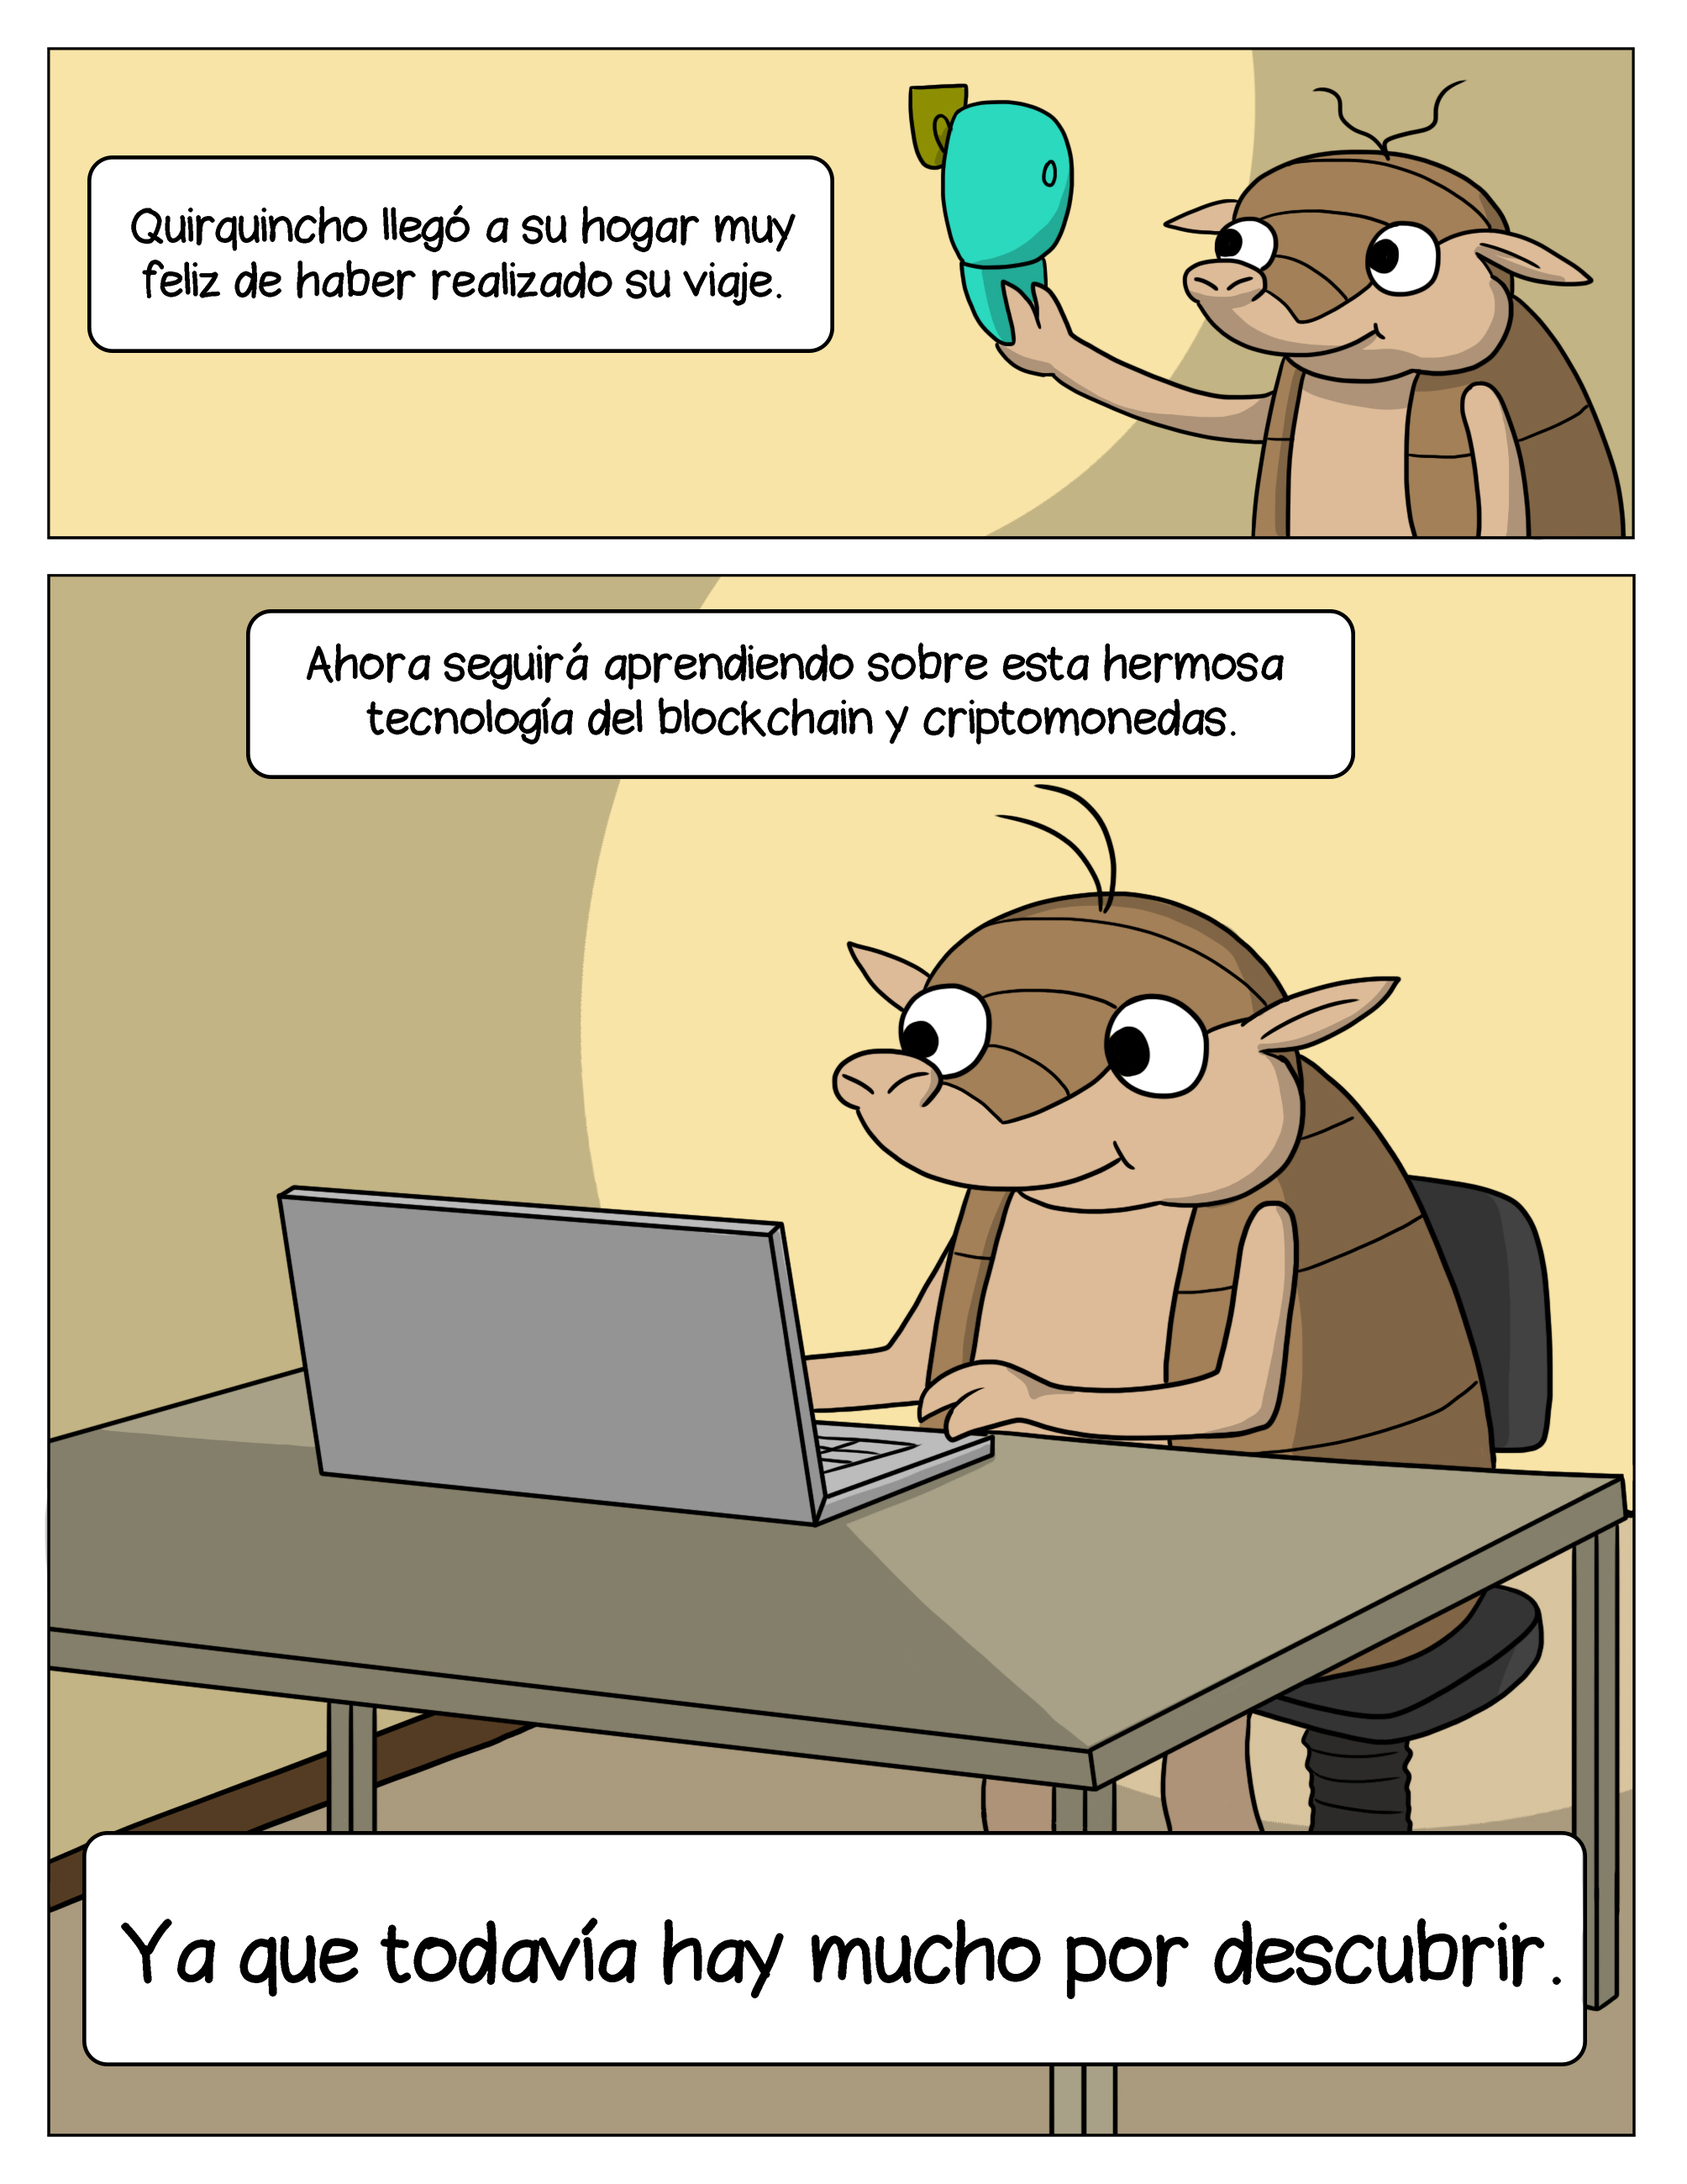 Quirquincho llegó a su hogar muy
feliz de haber realizado su viaje.
Ahora seguirá aprendiendo sobre esta hermosa
tecnología del blockchain y criptomonedas.
Ya que todavía hay mucho por descubrir.